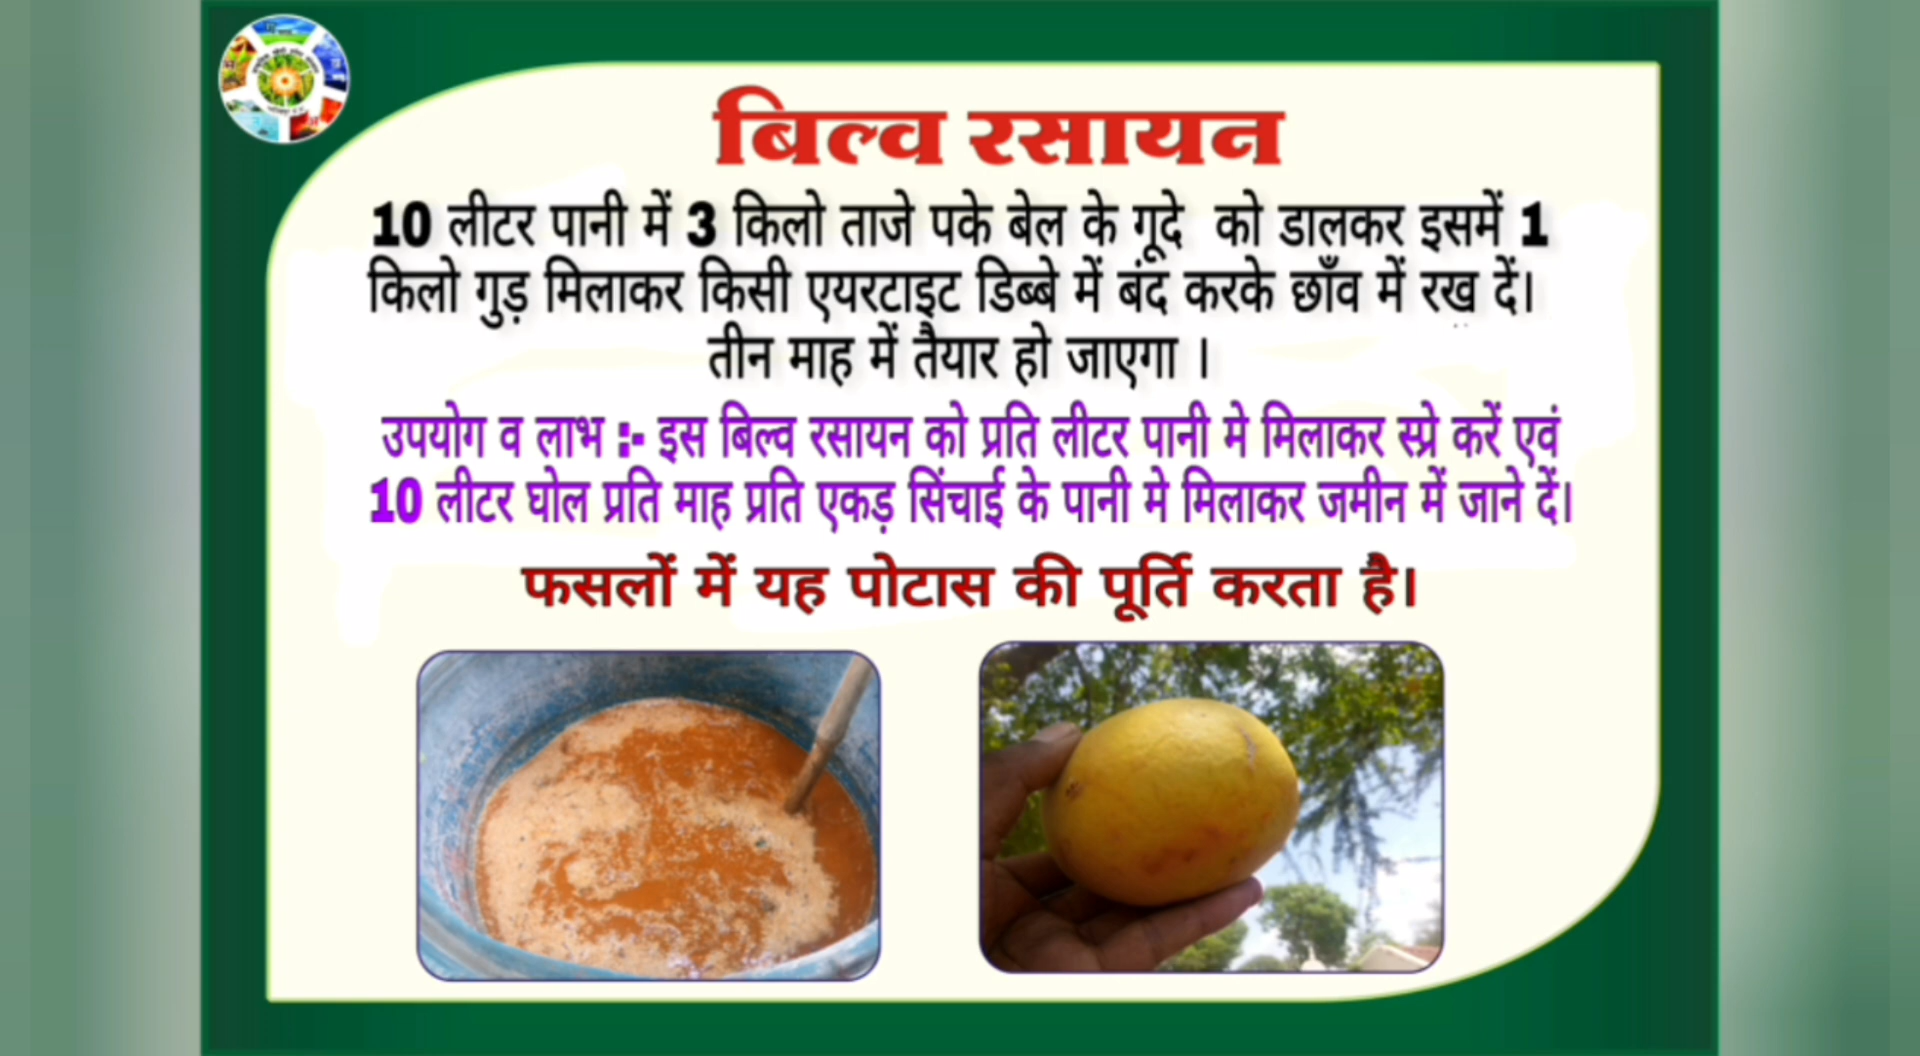 बिल्व रसायन
10 लीटर पानी में 3 किलो ताजे पके बेल के गूदे को डालकर इसमें 1
किलो गुड़ मिलाकर किसी एयरटाइट डिब्बे में बंद करके छाँव में रख दें।
तीन माह में तैयार हो जाएगा ।
उपयोग व लाभ :- इस बिल्व रसायन को प्रति लीटर पानी मे मिलाकर स्प्रे करें एवं
10 लीटर घोल प्रति माह प्रति एकड़ सिंचाई के पानी मे मिलाकर जमीन में जाने दें।
फसलों में यह पोटास की पूर्ति करता है।